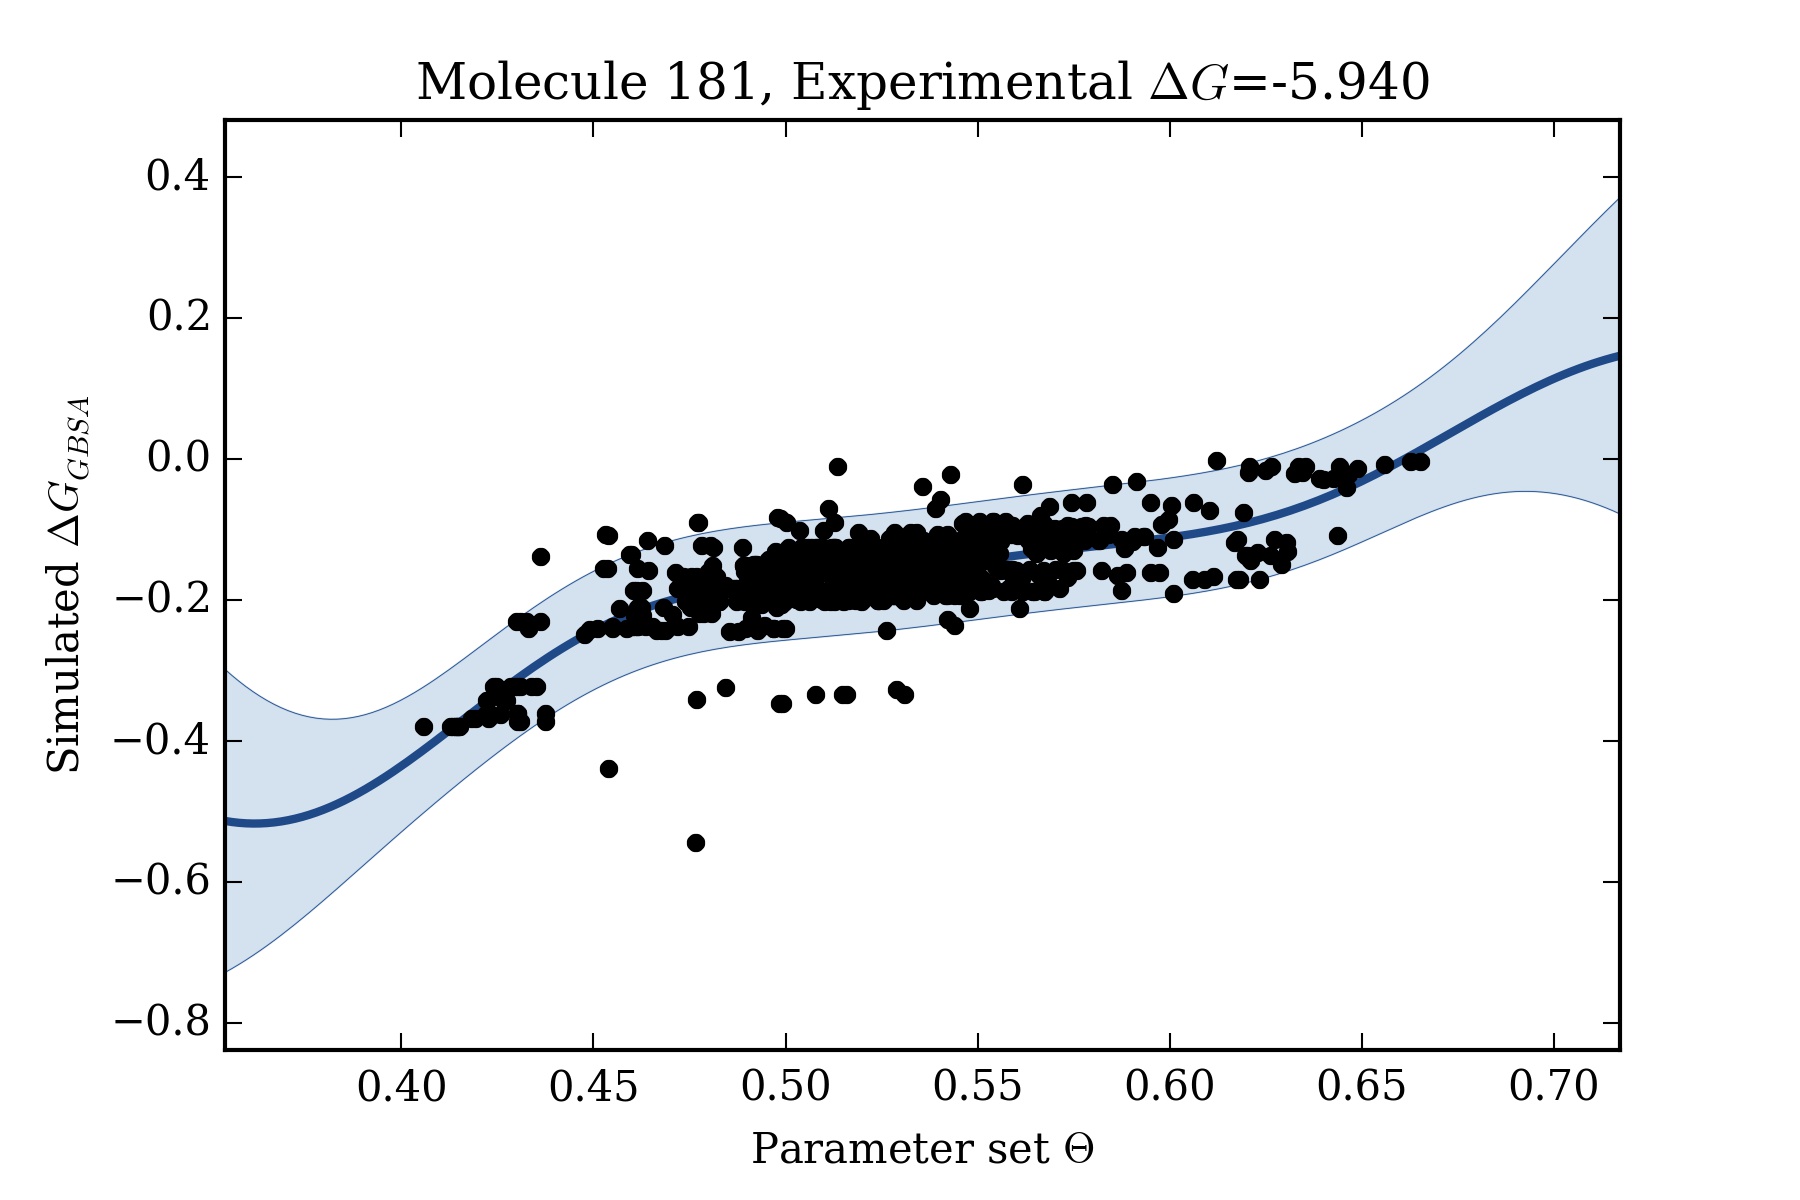 Molecule 181, Experimental ΔG=-5.940
Simulated ΔG_GBSA
0.4
0.2
0.0
−0.2
−0.4
−0.6
−0.8
0.40 0.45 0.50 0.55 0.60 0.65 0.70
Parameter set Θ